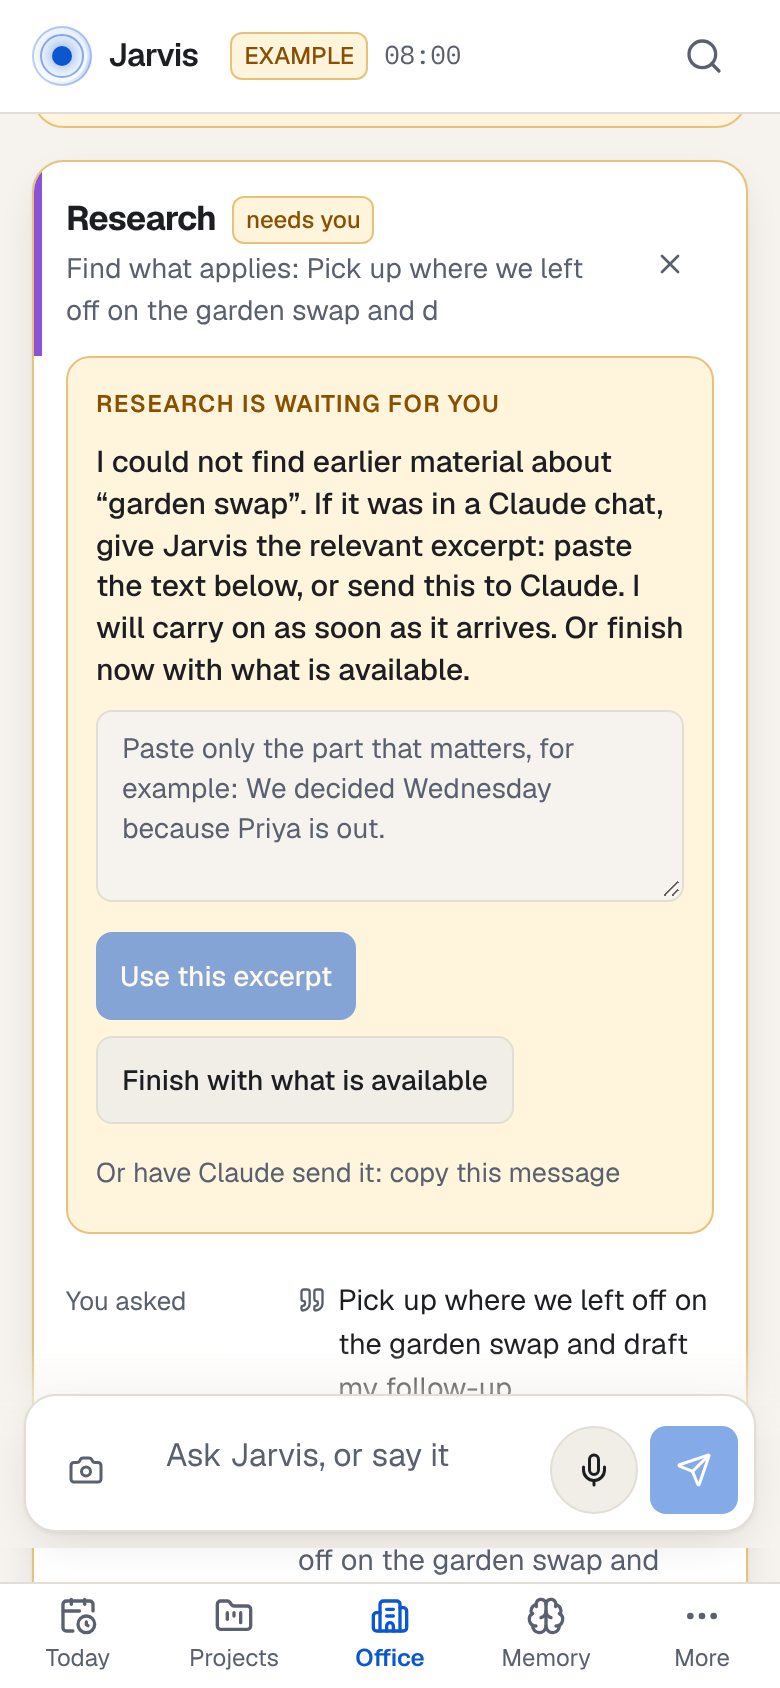 Jarvis EXAMPLE 08:00
Research needs you
Find what applies: Pick up where we left
off on the garden swap and d
RESEARCH IS WAITING FOR YOU
I could not find earlier material about
“garden swap”. If it was in a Claude chat,
give Jarvis the relevant excerpt: paste
the text below, or send this to Claude. I
will carry on as soon as it arrives. Or finish
now with what is available.
Paste only the part that matters, for
example: We decided Wednesday
because Priya is out.
Use this excerpt
Finish with what is available
Or have Claude send it: copy this message
You asked
Pick up where we left off on
the garden swap and draft
my follow-up
Ask Jarvis, or say it
off on the garden swap and
Today Projects Office Memory More